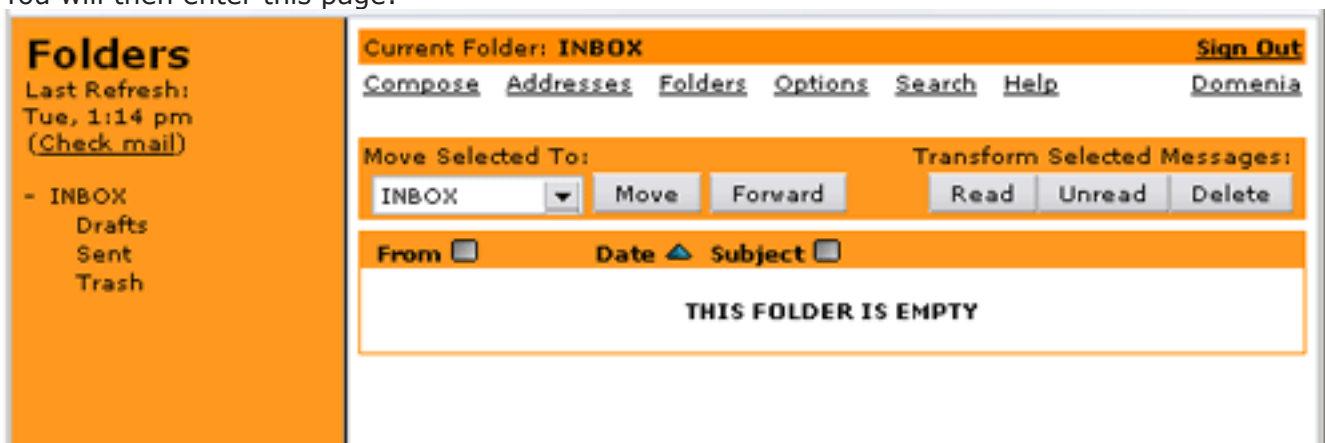 You will then enter this page:
Folders
Last Refresh:
Tue, 1:14 pm
(Check mail)
- INBOX
Drafts
Sent
Trash
Current Folder: INBOX Sign Out
Compose Addresses Folders Options Search Help Domenia
Move Selected To: Transform Selected Messages:
INBOX Move Forward Read Unread Delete
From Date Subject
THIS FOLDER IS EMPTY